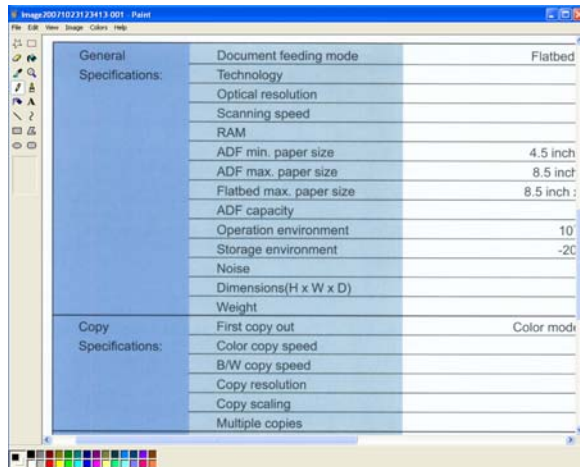 Image20071023123413-001 - Paint
File Edit View Image Colors Help
General Document feeding mode Flatbed
Specifications: Technology
Optical resolution
Scanning speed
RAM
ADF min. paper size 4.5 inch
ADF max. paper size 8.5 inch
Flatbed max. paper size 8.5 inch
ADF capacity
Operation environment 10
Storage environment -20
Noise
Dimensions(H x W x D)
Weight
Copy First copy out Color mode
Specifications: Color copy speed
B/W copy speed
Copy resolution
Copy scaling
Multiple copies